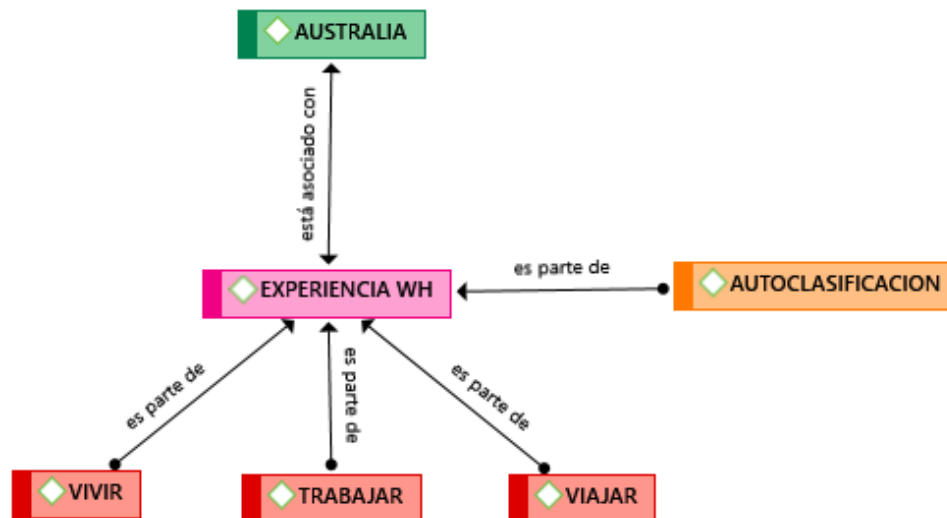 AUSTRALIA
está asociado con
EXPERIENCIA WH
es parte de
AUTOCLASIFICACION
es parte de
es parte de
es parte de
VIVIR
TRABAJAR
VIAJAR